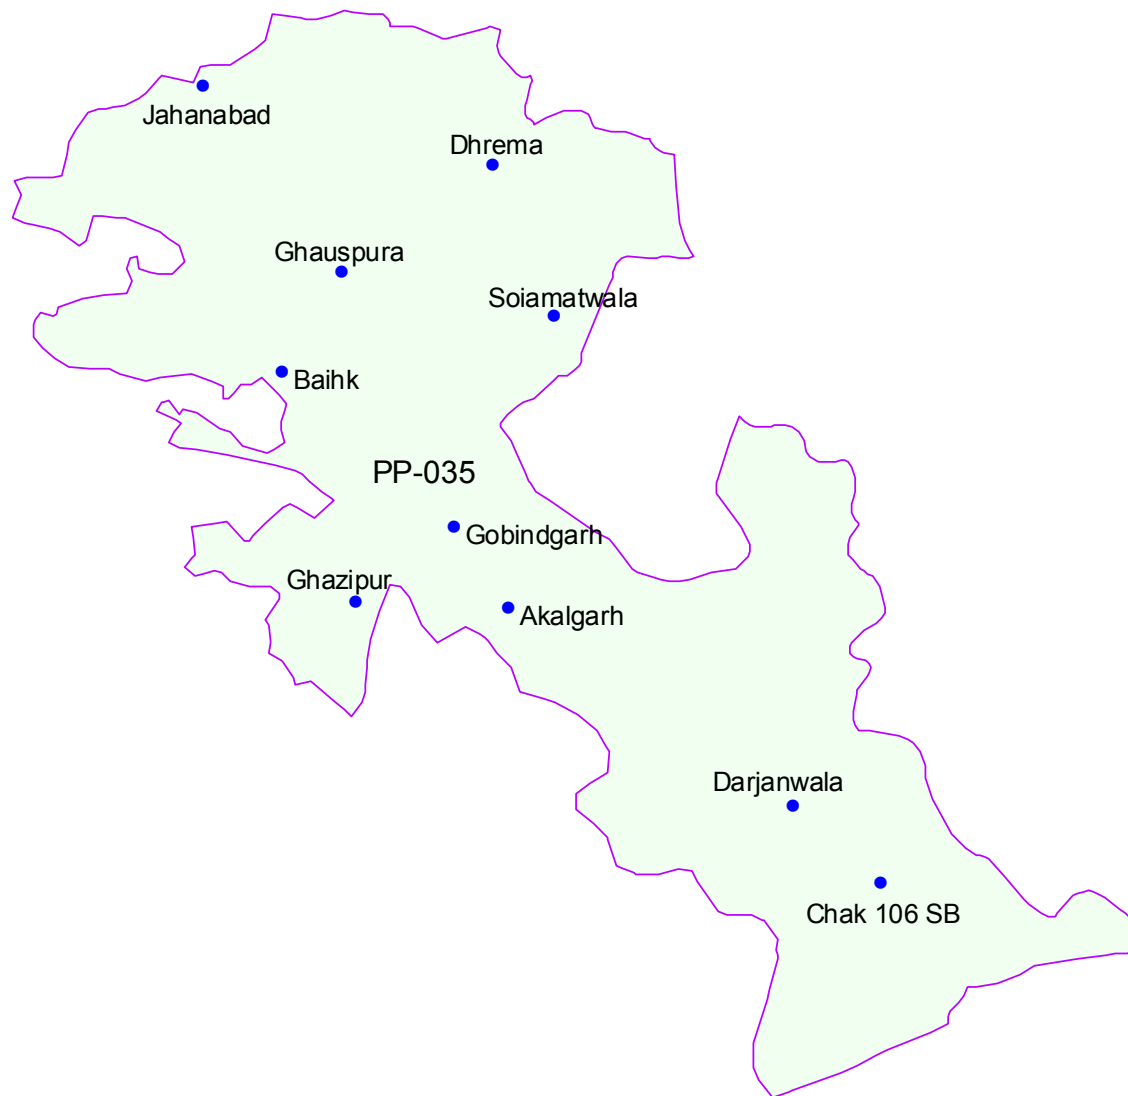 Jahanabad
Dhrema
Ghauspura
Soiamatwala
Baihk
PP-035
Gobindgarh
Ghazipur
Akalgarh
Darjanwala
Chak 106 SB